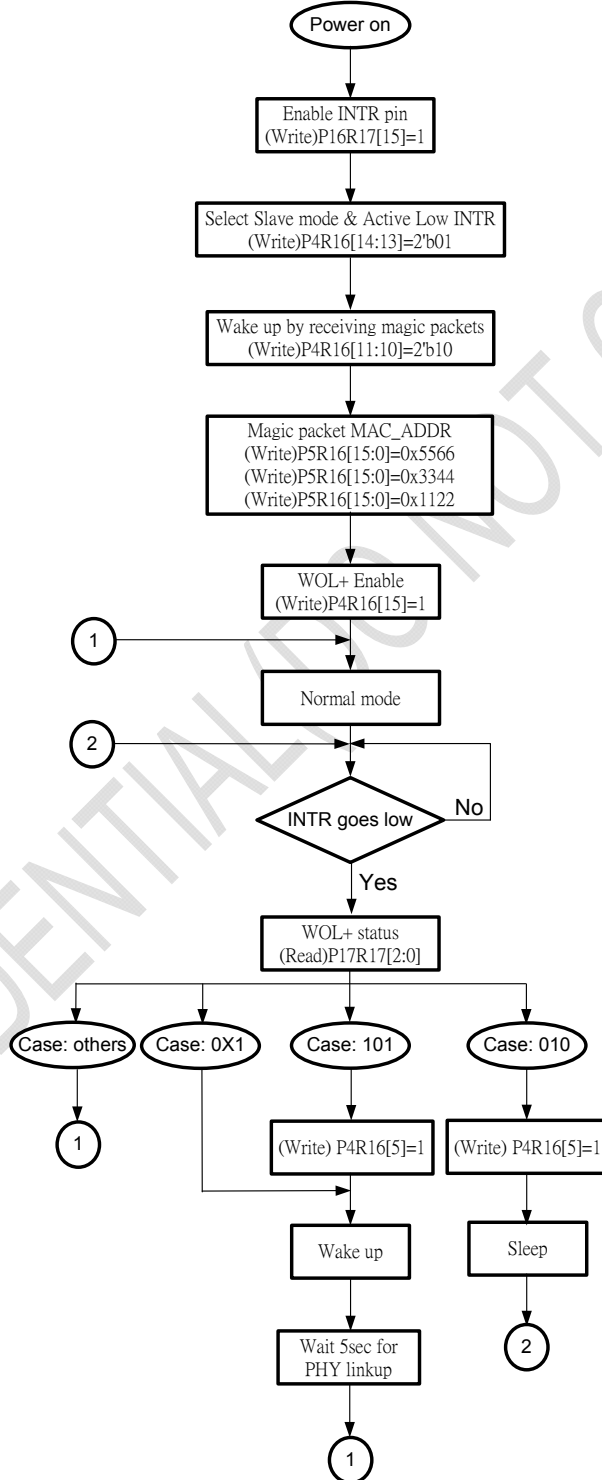 Power on
Enable INTR pin
(Write)P16R17[15]=1
Select Slave mode & Active Low INTR
(Write)P4R16[14:13]=2'b01
Wake up by receiving magic packets
(Write)P4R16[11:10]=2'b10
Magic packet MAC_ADDR
(Write)P5R16[15:0]=0x5566
(Write)P5R16[15:0]=0x3344
(Write)P5R16[15:0]=0x1122
WOL+ Enable
(Write)P4R16[15]=1
1
Normal mode
2
INTR goes low
No
Yes
WOL+ status
(Read)P17R17[2:0]
Case: others
Case: 0X1
Case: 101
Case: 010
1
(Write) P4R16[5]=1
(Write) P4R16[5]=1
Wake up
Sleep
Wait 5sec for
PHY linkup
2
1
DENTIAL/DO NOT